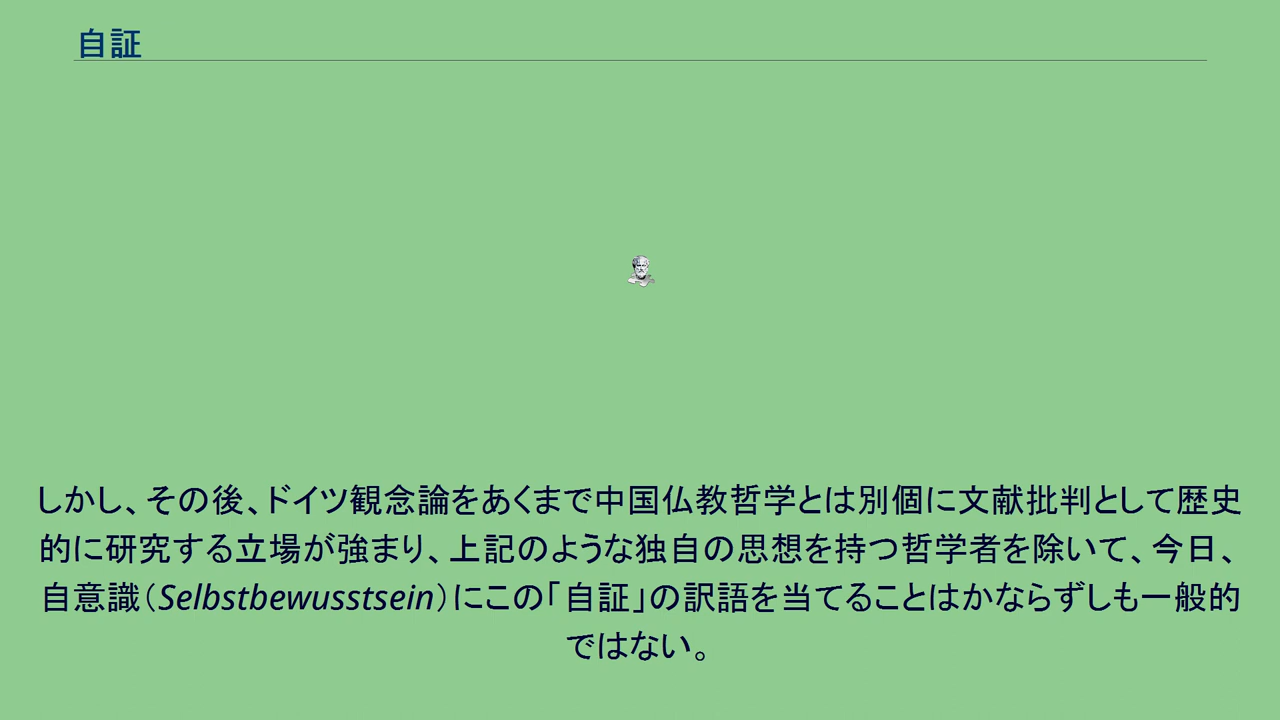 自証
しかし、その後、ドイツ観念論をあくまで中国仏教哲学とは別個に文献批判として歴史
的に研究する立場が強まり、上記のような独自の思想を持つ哲学者を除いて、今日、
自意識（Selbstbewusstsein）にこの「自証」の訳語を当てることはかならずしも一般的
ではない。